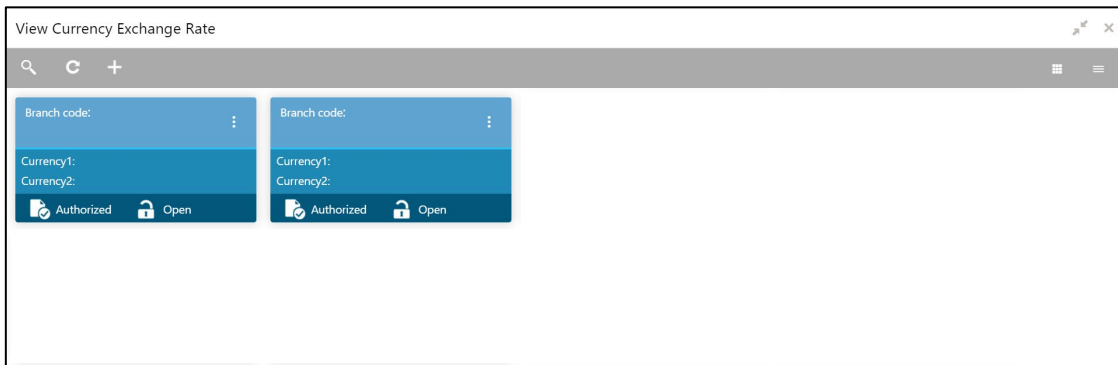 View Currency Exchange Rate
Branch code:
Currency1:
Currency2:
Authorized Open
Branch code:
Currency1:
Currency2:
Authorized Open